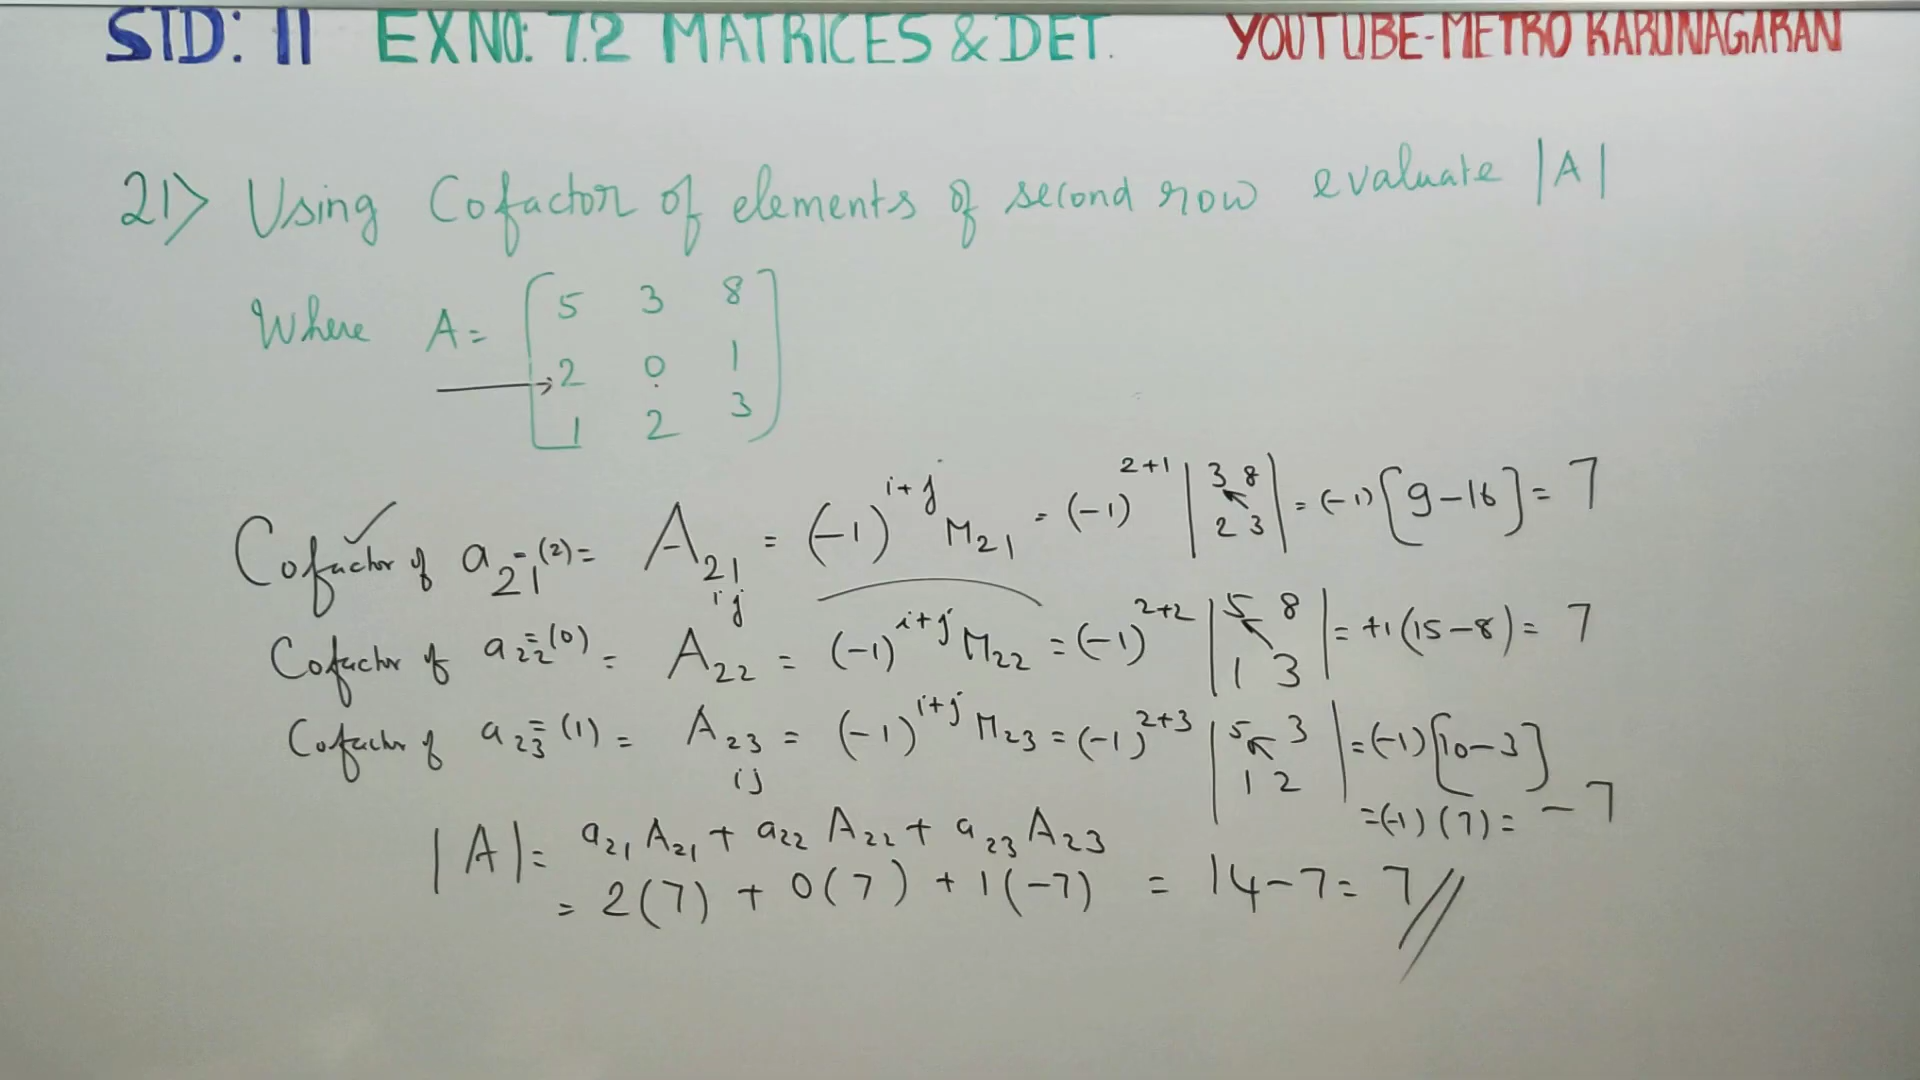 STD: 11 EX NO: 7.2 MATRICES & DET. YOUTUBE-METRO KARUNAGARAN
21) Using Cofactor of elements of second row evaluate |A|
Where A = [5 3 8
→ 2 0 1
1 2 3]
Cofactor of a21 = (2) = A21 = (-1)^{i+j} M21 = (-1)^{2+1} |3 8 2 3| = (-1)[9-16] = 7
ij
Cofactor of a22 = (0) = A22 = (-1)^{i+j} M22 = (-1)^{2+2} |5 8 1 3| = +1(15-8) = 7
Cofactor of a23 = (1) = A23 = (-1)^{i+j} M23 = (-1)^{2+3} |5 3 1 2| = (-1)[10-3]
ij
= (-1)(7) = -7
|A| = a21 A21 + a22 A22 + a23 A23
= 2(7) + 0(7) + 1(-7) = 14-7 = 7//